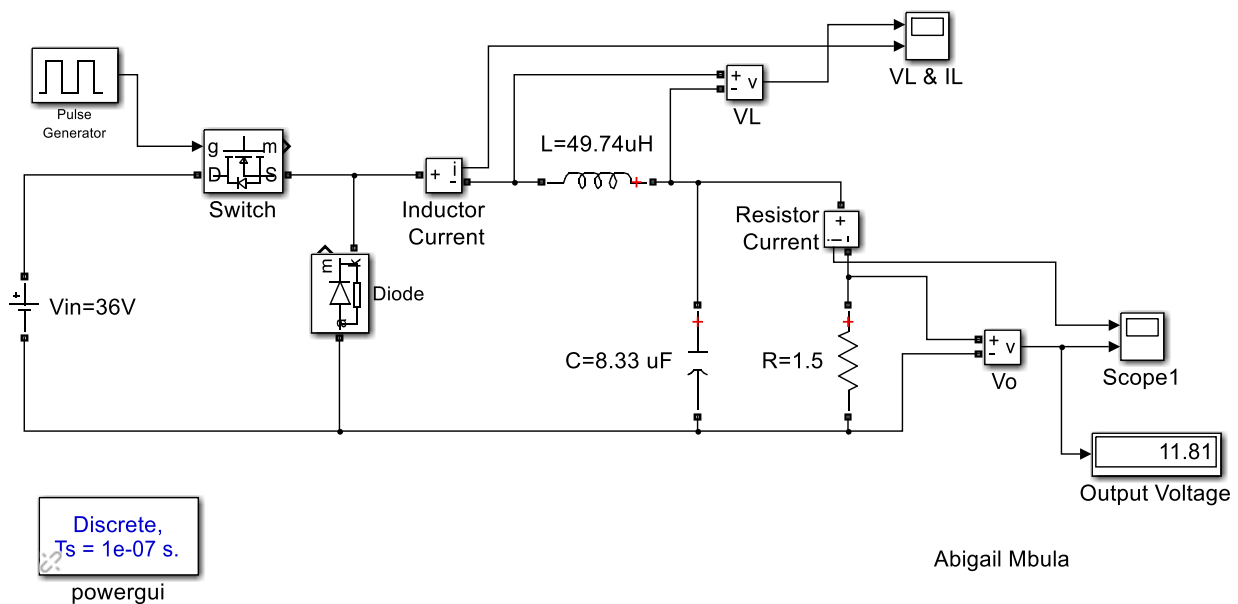 VL & IL
+
-
v
VL
Pulse
Generator
g
m
D
S
Switch
L=49.74uH
+
i
-
Inductor
Current
Resistor
Current
+
i
-
m
k
a
Diode
Vin=36V
C=8.33 uF
R=1.5
+
-
v
Vo
Scope1
11.81
Output Voltage
Discrete,
Ts = 1e-07 s.
powergui
Abigail Mbula